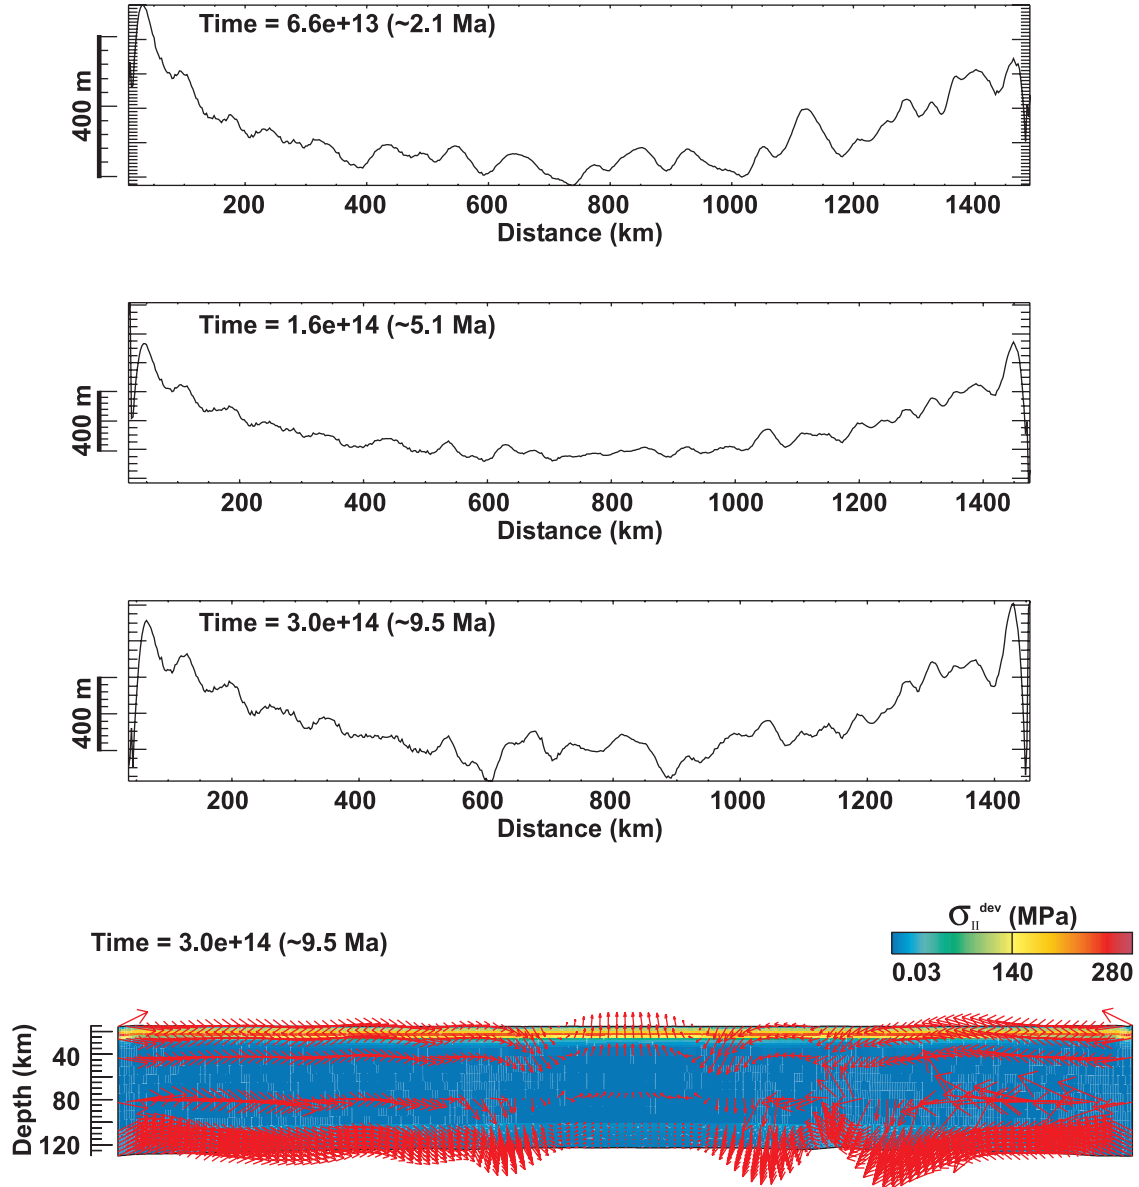 Time = 6.6e+13 (~2.1 Ma)
400 m
200 400 600 800 1000 1200 1400
Distance (km)
Time = 1.6e+14 (~5.1 Ma)
400 m
200 400 600 800 1000 1200 1400
Distance (km)
Time = 3.0e+14 (~9.5 Ma)
400 m
200 400 600 800 1000 1200 1400
Distance (km)
Time = 3.0e+14 (~9.5 Ma)
σ_II^dev (MPa)
0.03 140 280
Depth (km)
40
80
120